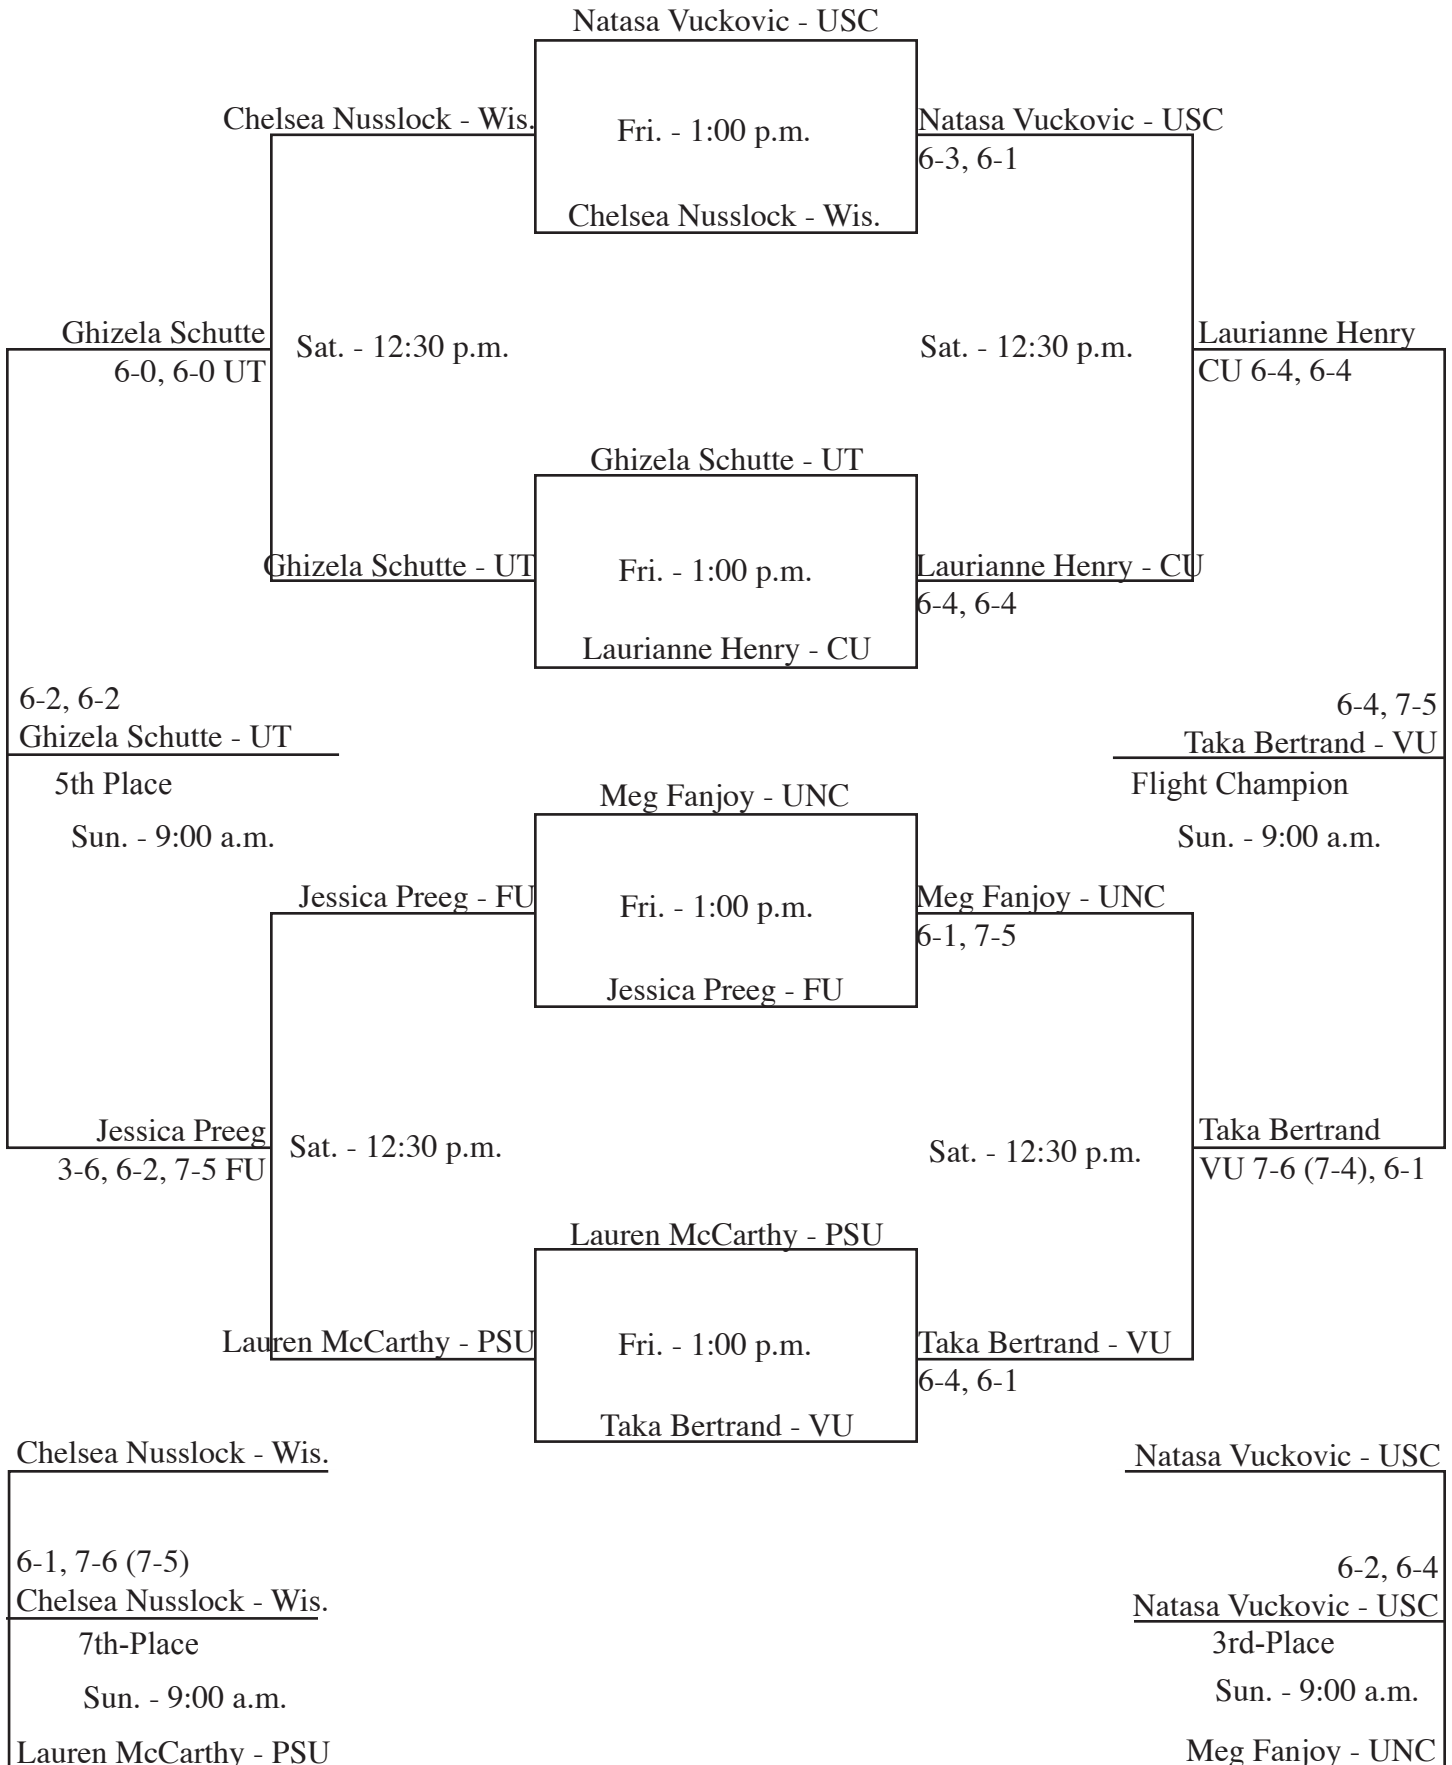 Natasa Vuckovic - USC
Chelsea Nusslock - Wis.
Fri. - 1:00 p.m.
Natasa Vuckovic - USC
6-3, 6-1
Chelsea Nusslock - Wis.
Ghizela Schutte
6-0, 6-0 UT
Sat. - 12:30 p.m.
Sat. - 12:30 p.m.
Laurianne Henry
CU 6-4, 6-4
Ghizela Schutte - UT
Ghizela Schutte - UT
Fri. - 1:00 p.m.
Laurianne Henry - CU
6-4, 6-4
Laurianne Henry - CU
6-2, 6-2
Ghizela Schutte - UT
5th Place
Sun. - 9:00 a.m.
6-4, 7-5
Taka Bertrand - VU
Flight Champion
Sun. - 9:00 a.m.
Meg Fanjoy - UNC
Jessica Preeg - FU
Fri. - 1:00 p.m.
Meg Fanjoy - UNC
6-1, 7-5
Jessica Preeg - FU
Jessica Preeg
3-6, 6-2, 7-5 FU
Sat. - 12:30 p.m.
Sat. - 12:30 p.m.
Taka Bertrand
VU 7-6 (7-4), 6-1
Lauren McCarthy - PSU
Lauren McCarthy - PSU
Fri. - 1:00 p.m.
Taka Bertrand - VU
6-4, 6-1
Taka Bertrand - VU
Chelsea Nusslock - Wis.
6-1, 7-6 (7-5)
Chelsea Nusslock - Wis.
7th-Place
Sun. - 9:00 a.m.
Lauren McCarthy - PSU
Natasa Vuckovic - USC
6-2, 6-4
Natasa Vuckovic - USC
3rd-Place
Sun. - 9:00 a.m.
Meg Fanjoy - UNC